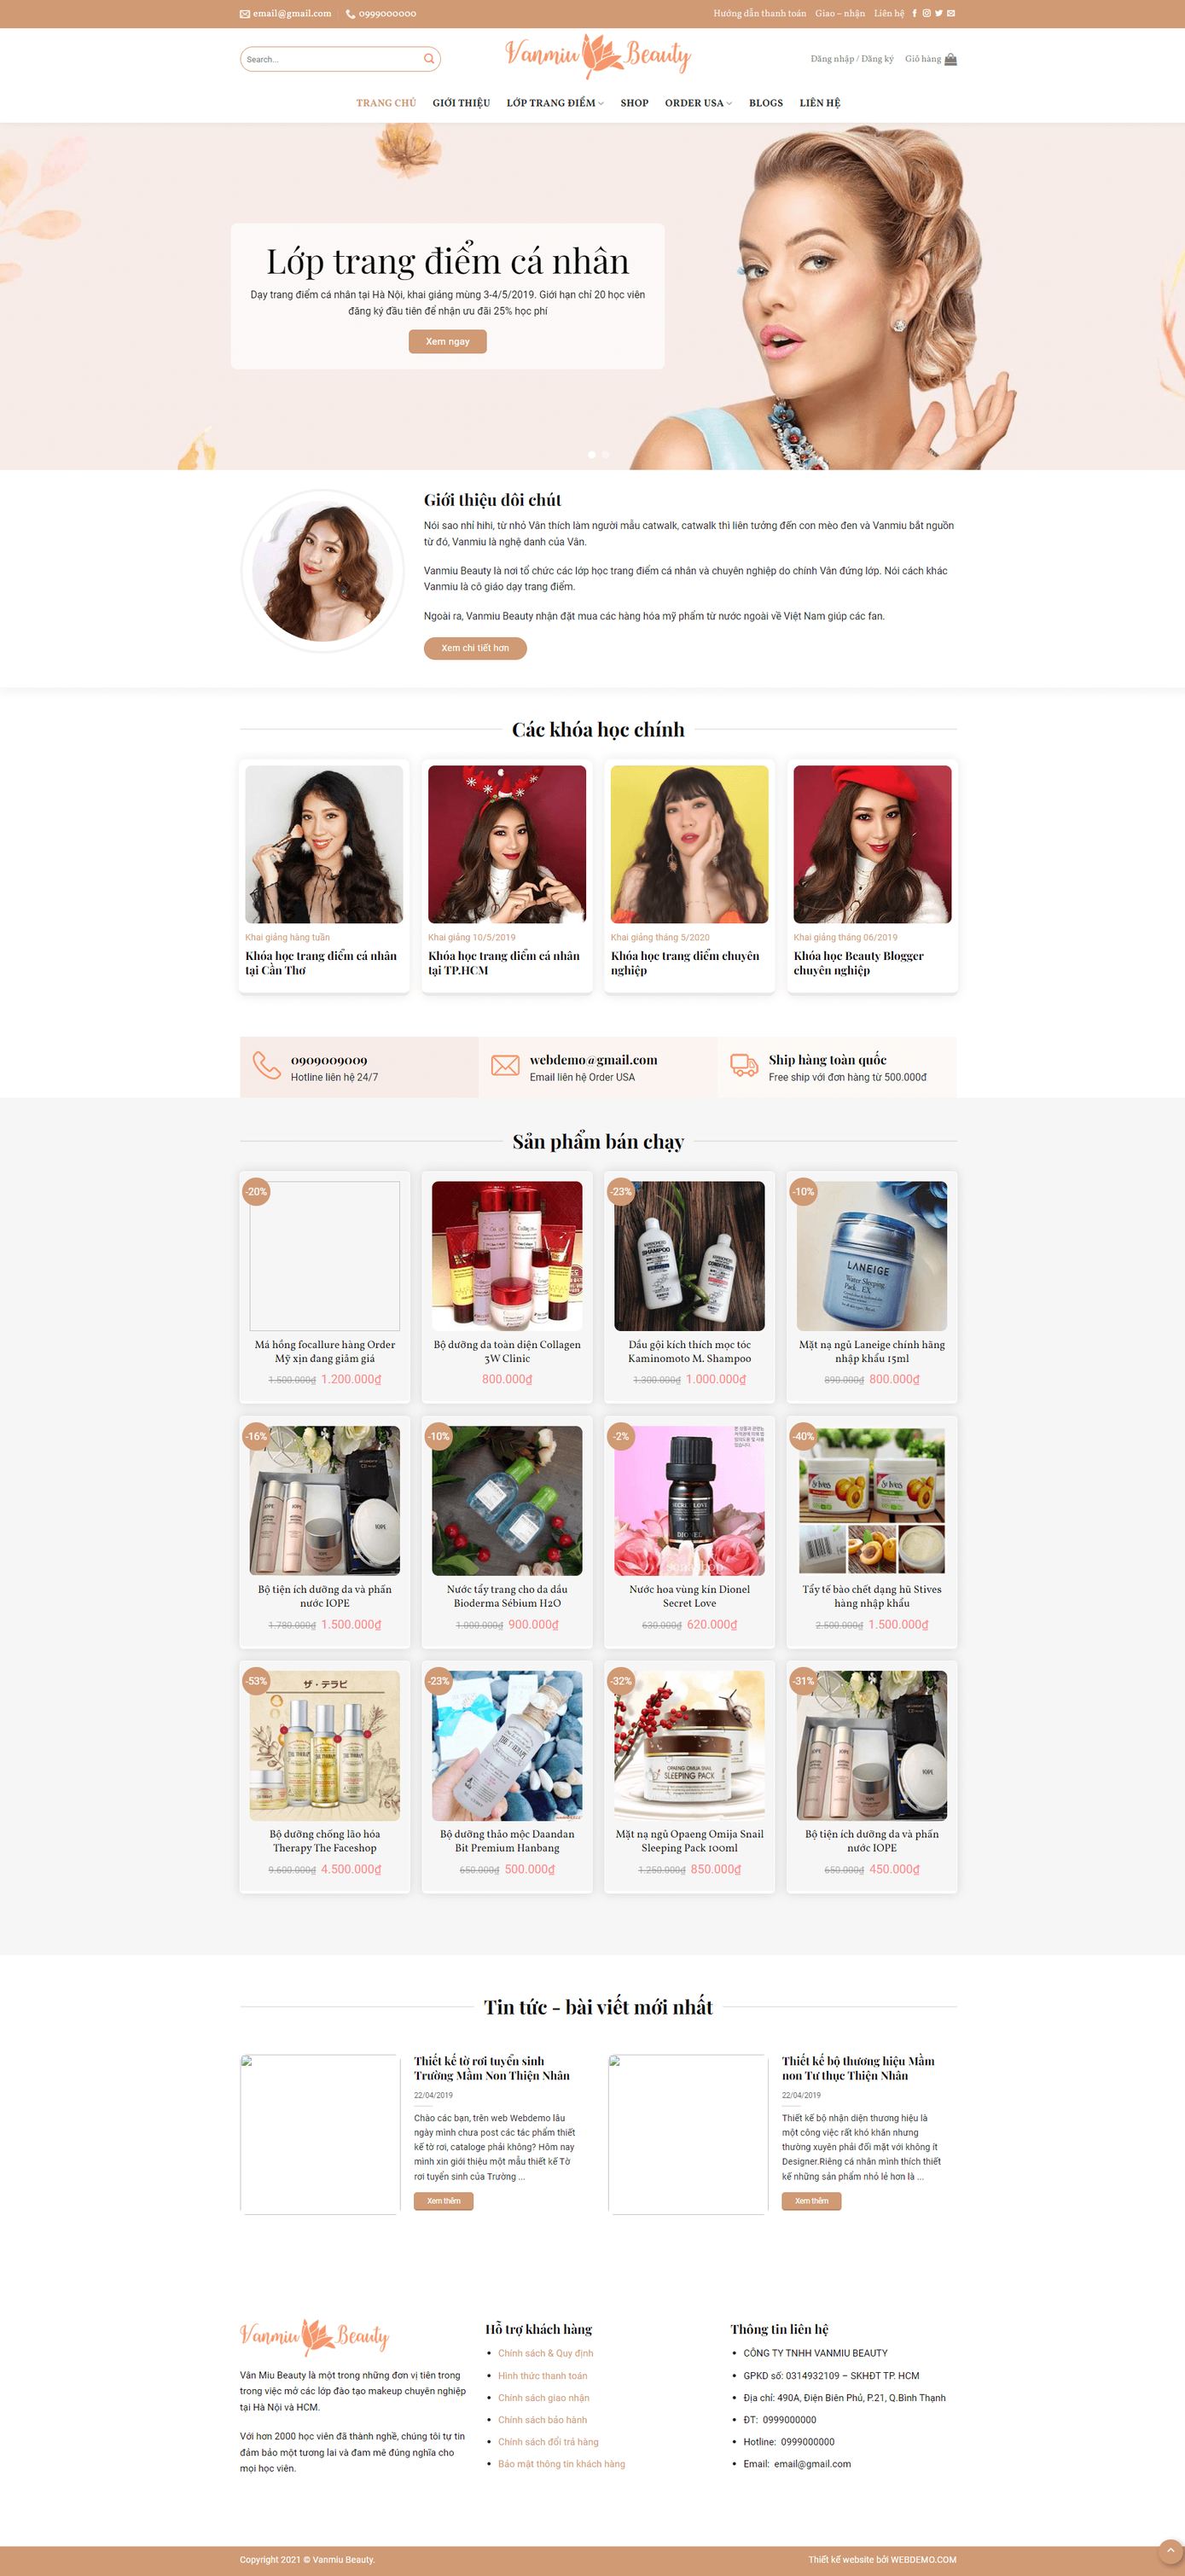 email@gmail.com 0999000000 Hướng dẫn thanh toán Giao – nhận Liên hệ
Search...
Vanmiu Beauty
Đăng nhập / Đăng ký Giỏ hàng
TRANG CHỦ GIỚI THIỆU LỚP TRANG ĐIỂM SHOP ORDER USA BLOGS LIÊN HỆ
Lớp trang điểm cá nhân
Dạy trang điểm cá nhân tại Hà Nội, khai giảng mùng 3-4/5/2019. Giới hạn chỉ 20 học viên
đăng ký đầu tiên để nhận ưu đãi 25% học phí
Xem ngay
Giới thiệu đôi chút
Nói sao nhỉ hihi, từ nhỏ Vân thích làm người mẫu catwalk, catwalk thì liên tưởng đến con mèo đen và Vanmiu bắt nguồn
từ đó, Vanmiu là nghệ danh của Vân.
Vanmiu Beauty là nơi tổ chức các lớp học trang điểm cá nhân và chuyên nghiệp do chính Vân đứng lớp. Nói cách khác
Vanmiu là cô giáo dạy trang điểm.
Ngoài ra, Vanmiu Beauty nhận đặt mua các hàng hóa mỹ phẩm từ nước ngoài về Việt Nam giúp các fan.
Xem chi tiết hơn
Các khóa học chính
Khai giảng hàng tuần
Khóa học trang điểm cá nhân
tại Cần Thơ
Khai giảng 10/5/2019
Khóa học trang điểm cá nhân
tại TP.HCM
Khai giảng tháng 5/2020
Khóa học trang điểm chuyên
nghiệp
Khai giảng tháng 06/2019
Khóa học Beauty Blogger
chuyên nghiệp
0909009009
Hotline liên hệ 24/7
webdemo@gmail.com
Email liên hệ Order USA
Ship hàng toàn quốc
Free ship với đơn hàng từ 500.000đ
Sản phẩm bán chạy
-20%
Má hồng focallure hàng Order
Mỹ xịn đang giảm giá
1.500.000₫ 1.200.000₫
Collagen
Bộ dưỡng da toàn diện Collagen
3W Clinic
800.000₫
-23%
SHAMPOO
CONDITIONER
Dầu gội kích thích mọc tóc
Kaminomoto M. Shampoo
1.300.000₫ 1.000.000₫
-10%
LANEIGE
Water Sleeping
Pack EX
Mặt nạ ngủ Laneige chính hãng
nhập khẩu 15ml
890.000₫ 800.000₫
-16%
IOPE
Bộ tiện ích dưỡng da và phấn
nước IOPE
1.780.000₫ 1.500.000₫
-10%
Nước tẩy trang cho da dầu
Bioderma Sébium H2O
1.000.000₫ 900.000₫
-2%
SECRET LOVE
DIONEL
Nước hoa vùng kín Dionel
Secret Love
630.000₫ 620.000₫
-40%
St Ives
Tẩy tế bào chết dạng hũ Stives
hàng nhập khẩu
2.500.000₫ 1.500.000₫
-53%
ザ・テラピ
THE THERAPY
Bộ dưỡng chống lão hóa
Therapy The Faceshop
9.600.000₫ 4.500.000₫
-23%
THE THERAPY
Bộ dưỡng thảo mộc Daandan
Bit Premium Hanbang
650.000₫ 500.000₫
-32%
OPAENG OMIJA SNAIL
SLEEPING PACK
Mặt nạ ngủ Opaeng Omija Snail
Sleeping Pack 100ml
1.250.000₫ 850.000₫
-31%
IOPE
Bộ tiện ích dưỡng da và phấn
nước IOPE
650.000₫ 450.000₫
Tin tức - bài viết mới nhất
Thiết kế tờ rơi tuyển sinh
Trường Mầm Non Thiện Nhân
22/04/2019
Chào các bạn, trên web Webdemo lâu
ngày mình chưa post các tác phẩm thiết
kế tờ rơi, cataloge phải không? Hôm nay
mình xin giới thiệu một mẫu thiết kế Tờ
rơi tuyển sinh của Trường ...
Xem thêm
Thiết kế bộ thương hiệu Mầm
non Tư thục Thiện Nhân
22/04/2019
Thiết kế bộ nhận diện thương hiệu là
một công việc rất khó khăn nhưng
thường xuyên phải đối mặt với không ít
Designer.Riêng cá nhân mình thích thiết
kế những sản phẩm nhỏ lẻ hơn là ...
Xem thêm
Vanmiu Beauty
Vân Miu Beauty là một trong những đơn vị tiên trong
trong việc mở các lớp đào tạo makeup chuyên nghiệp
tại Hà Nội và HCM.
Với hơn 2000 học viên đã thành nghề, chúng tôi tự tin
đảm bảo một tương lai và đam mê đúng nghĩa cho
mọi học viên.
Hỗ trợ khách hàng
Chính sách & Quy định
Hình thức thanh toán
Chính sách giao nhận
Chính sách bảo hành
Chính sách đổi trả hàng
Bảo mật thông tin khách hàng
Thông tin liên hệ
CÔNG TY TNHH VANMIU BEAUTY
GPKD số: 0314932109 – SKHĐT TP. HCM
Địa chỉ: 490A, Điện Biên Phủ, P.21, Q.Bình Thạnh
ĐT: 0999000000
Hotline: 0999000000
Email: email@gmail.com
Copyright 2021 © Vanmiu Beauty.
Thiết kế website bởi WEBDEMO.COM